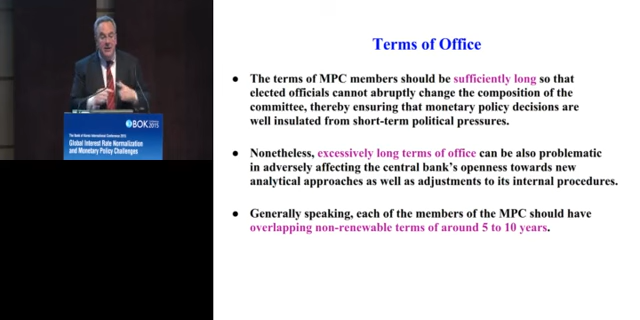 BOK 2015
The Bank of Korea International Conference 2015
Global Interest Rate Normalization
and Monetary Policy Challenges
Terms of Office
● The terms of MPC members should be sufficiently long so that
elected officials cannot abruptly change the composition of the
committee, thereby ensuring that monetary policy decisions are
well insulated from short-term political pressures.
● Nonetheless, excessively long terms of office can be also problematic
in adversely affecting the central bank's openness towards new
analytical approaches as well as adjustments to its internal procedures.
● Generally speaking, each of the members of the MPC should have
overlapping non-renewable terms of around 5 to 10 years.